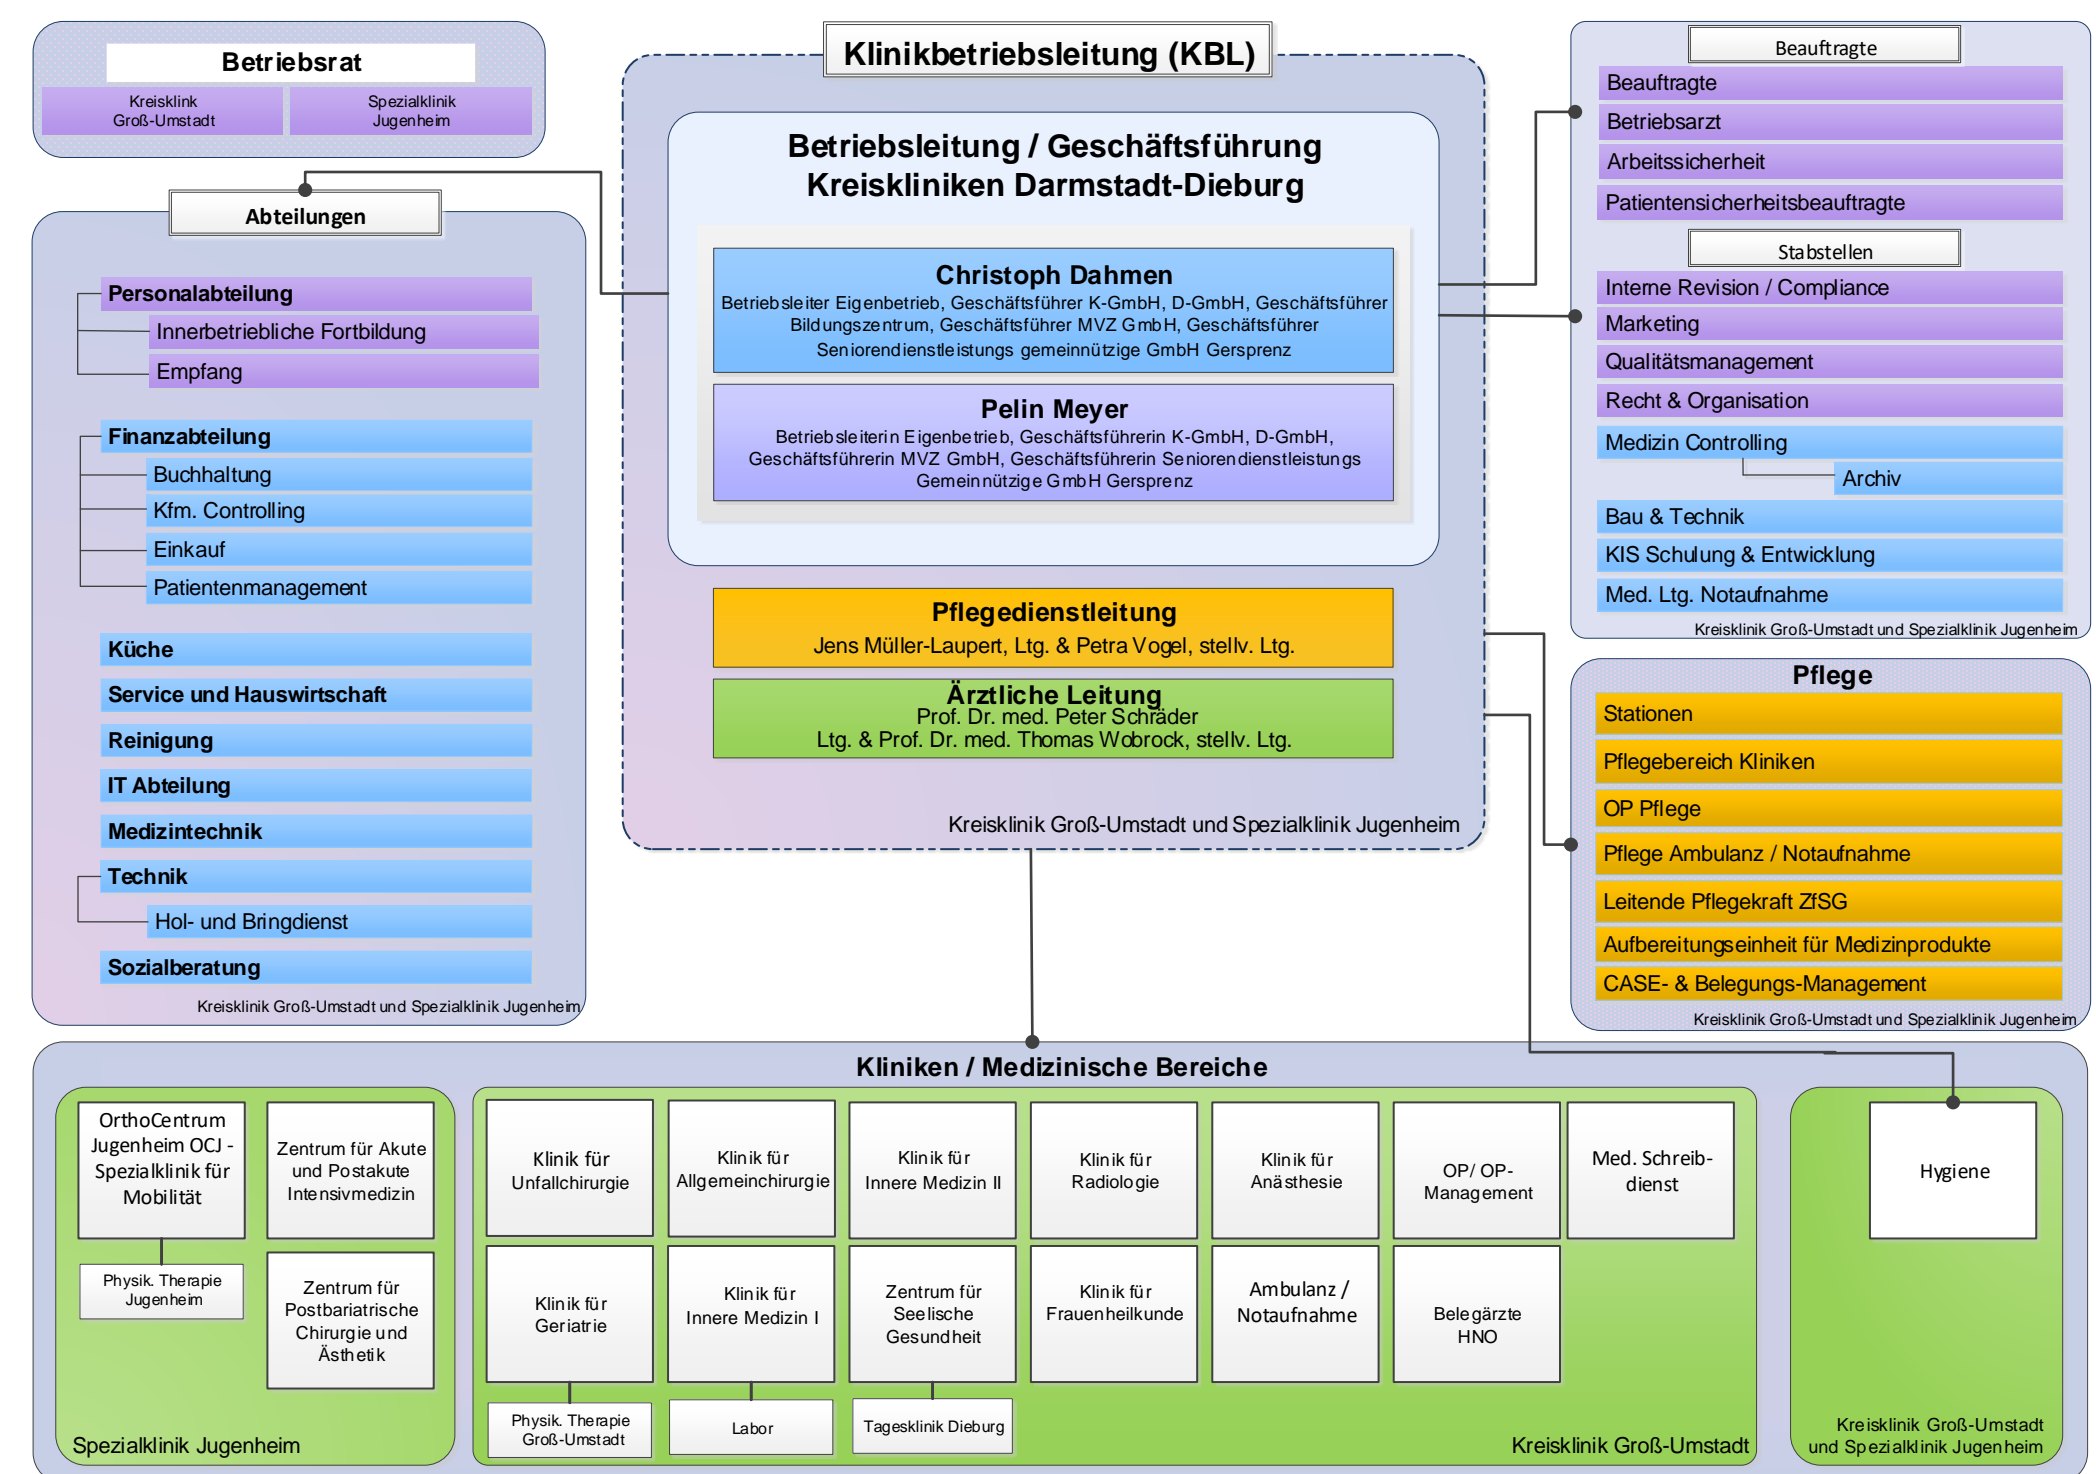 Betriebsrat
Kreisklink
Groß-Umstadt
Spezialklinik
Jugenheim
Abteilungen
Personalabteilung
Innerbetriebliche Fortbildung
Empfang
Finanzabteilung
Buchhaltung
Kfm. Controlling
Einkauf
Patientenmanagement
Küche
Service und Hauswirtschaft
Reinigung
IT Abteilung
Medizintechnik
Technik
Hol- und Bringdienst
Sozialberatung
Kreisklinik Groß-Umstadt und Spezialklinik Jugenheim
Klinikbetriebsleitung (KBL)
Betriebsleitung / Geschäftsführung
Kreiskliniken Darmstadt-Dieburg
Christoph Dahmen
Betriebsleiter Eigenbetrieb, Geschäftsführer K-GmbH, D-GmbH, Geschäftsführer
Bildungszentrum, Geschäftsführer MVZ GmbH, Geschäftsführer
Seniorendienstleistungs gemeinnützige GmbH Gersprenz
Pelin Meyer
Betriebsleiterin Eigenbetrieb, Geschäftsführerin K-GmbH, D-GmbH,
Geschäftsführerin MVZ GmbH, Geschäftsführerin Seniorendienstleistungs
Gemeinnützige GmbH Gersprenz
Pflegedienstleitung
Jens Müller-Laupert, Ltg. & Petra Vogel, stellv. Ltg.
Ärztliche Leitung
Prof. Dr. med. Peter Schräder
Ltg. & Prof. Dr. med. Thomas Wobrock, stellv. Ltg.
Kreisklinik Groß-Umstadt und Spezialklinik Jugenheim
Beauftragte
Beauftragte
Betriebsarzt
Arbeitssicherheit
Patientensicherheitsbeauftragte
Stabstellen
Interne Revision / Compliance
Marketing
Qualitätsmanagement
Recht & Organisation
Medizin Controlling
Archiv
Bau & Technik
KIS Schulung & Entwicklung
Med. Ltg. Notaufnahme
Kreisklinik Groß-Umstadt und Spezialklinik Jugenheim
Pflege
Stationen
Pflegebereich Kliniken
OP Pflege
Pflege Ambulanz / Notaufnahme
Leitende Pflegekraft ZfSG
Aufbereitungseinheit für Medizinprodukte
CASE- & Belegungs-Management
Kreisklinik Groß-Umstadt und Spezialklinik Jugenheim
Kliniken / Medizinische Bereiche
OrthoCentrum
Jugenheim OCJ -
Spezialklinik für
Mobilität
Physik. Therapie
Jugenheim
Zentrum für Akute
und Postakute
Intensivmedizin
Zentrum für
Postbariatrische
Chirurgie und
Ästhetik
Spezialklinik Jugenheim
Klinik für
Unfallchirurgie
Klinik für
Allgemeinchirurgie
Klinik für
Innere Medizin II
Klinik für
Radiologie
Klinik für
Anästhesie
OP/ OP-
Management
Med. Schreib-
dienst
Klinik für
Geriatrie
Klinik für
Innere Medizin I
Zentrum für
Seelische
Gesundheit
Klinik für
Frauenheilkunde
Ambulanz /
Notaufnahme
Belegärzte
HNO
Physik. Therapie
Groß-Umstadt
Labor
Tagesklinik Dieburg
Kreisklinik Groß-Umstadt
Hygiene
Kreisklinik Groß-Umstadt
und Spezialklinik Jugenheim